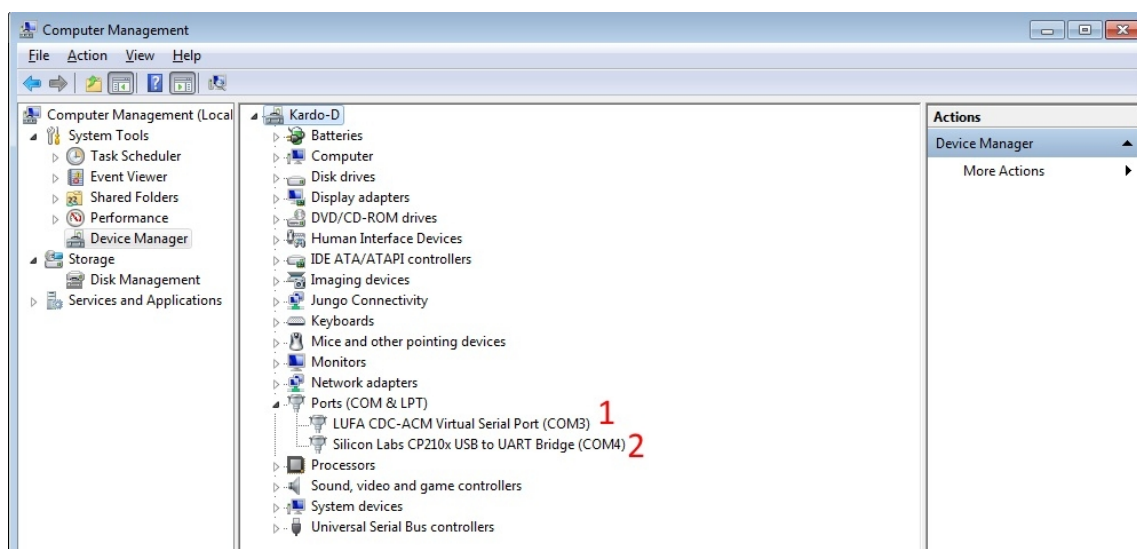 Computer Management
File Action View Help
Computer Management (Local
System Tools
Task Scheduler
Event Viewer
Shared Folders
Performance
Device Manager
Storage
Disk Management
Services and Applications
Kardo-D
Batteries
Computer
Disk drives
Display adapters
DVD/CD-ROM drives
Human Interface Devices
IDE ATA/ATAPI controllers
Imaging devices
Jungo Connectivity
Keyboards
Mice and other pointing devices
Monitors
Network adapters
Ports (COM & LPT)
LUFA CDC-ACM Virtual Serial Port (COM3) 1
Silicon Labs CP210x USB to UART Bridge (COM4) 2
Processors
Sound, video and game controllers
System devices
Universal Serial Bus controllers
Actions
Device Manager
More Actions